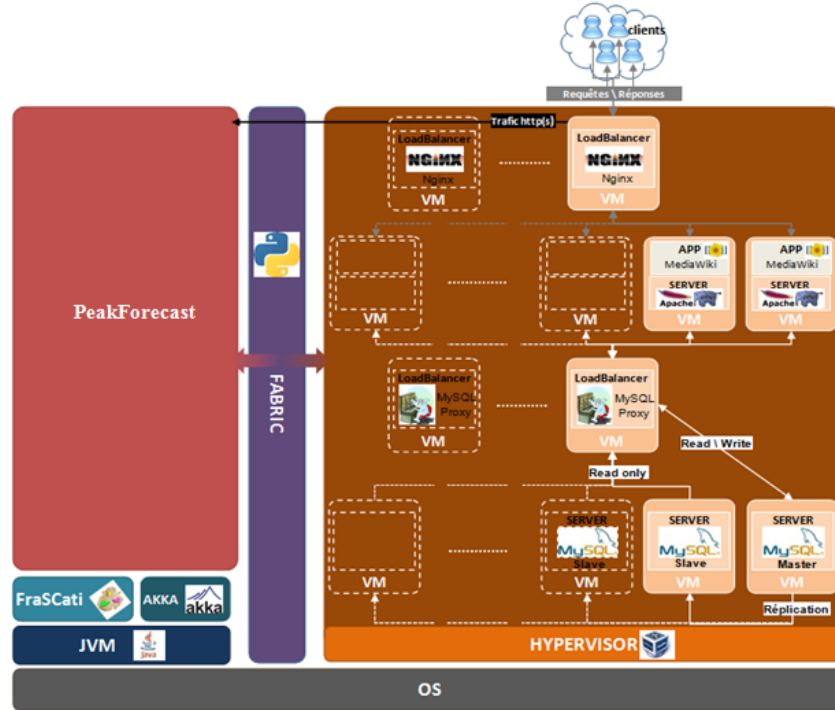 clients
Requêtes \ Réponses
Trafic http(s)
LoadBalancer
NGINX
Nginx
VM
LoadBalancer
NGINX
Nginx
VM
PeakForecast
FABRIC
VM
VM
APP
MediaWiki
SERVER
Apache
VM
APP
MediaWiki
SERVER
Apache
VM
LoadBalancer
MySQL
Proxy
VM
LoadBalancer
MySQL
Proxy
VM
Read \ Write
Read only
VM
SERVER
MySQL
Slave
VM
SERVER
MySQL
Slave
VM
SERVER
MySQL
Master
VM
Réplication
FraSCati
AKKA
akka
JVM
Java
HYPERVISOR
OS